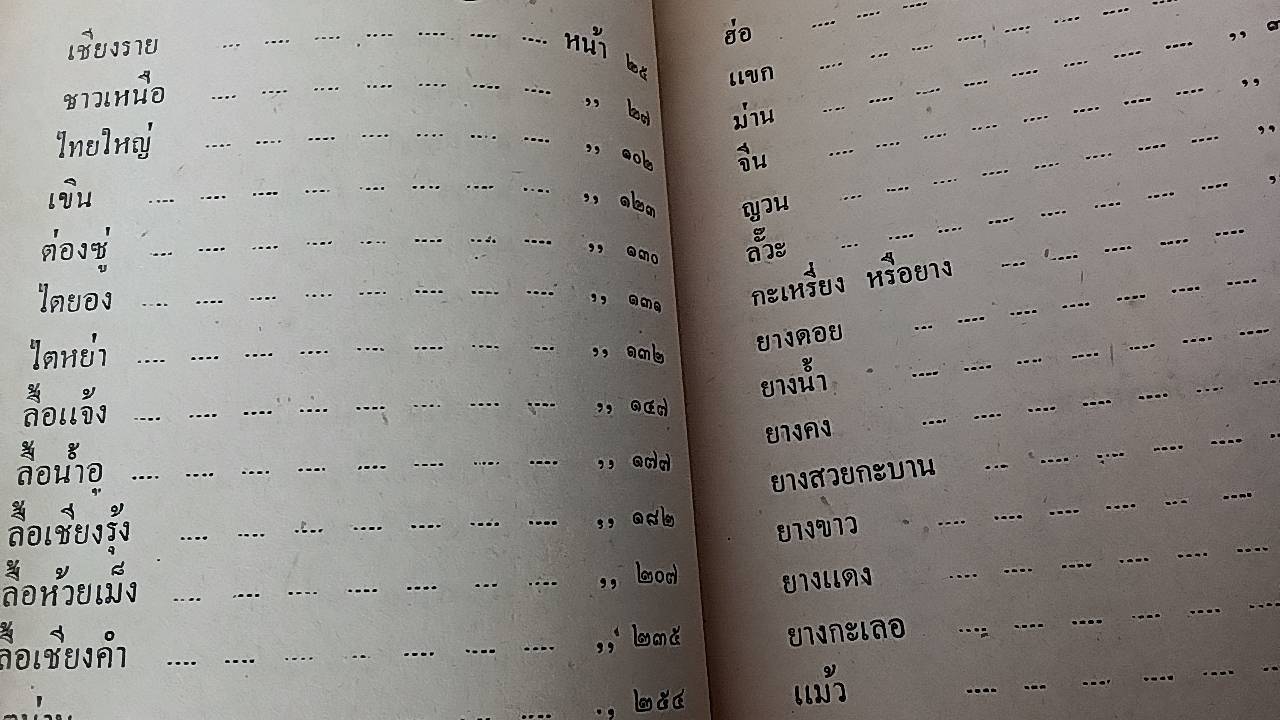 เชียงราย ... .... .... .... .... .... .... หน้า ๒๕
ชาวเหนือ .... .... .... .... .... .... .... ,, ๒๗
ไทยใหญ่ .... .... .... .... .... .... .... ,, ๑๐๒
เขิน .... .... .... .... .... .... .... .... ,, ๑๒๓
ต่องซู่ .... .... .... .... .... .... .... .... ,, ๑๓๐
ไตยอง .... .... .... .... .... .... .... .... ,, ๑๓๑
ไตหย่า .... .... .... .... .... .... .... ... ,, ๑๓๒
ลื้อแจ้ง .... .... .... .... .... .... .... .... ,, ๑๔๗
ลื้อน้ำอู .... .... .... .... .... .... .... .... ,, ๑๗๗
ลื้อเชียงรุ้ง .... .... .... .... .... .... .... ,, ๑๘๒
ลื้อห้วยเม็ง .... .... .... .... .... ... .... ,, ๒๐๗
ลื้อเชียงคำ .... .... .... ... .... .... .... ,, ๒๓๕
,, ๒๕๔
ฮ่อ .... .... ....
แขก .... ... .... .... .... .... ....
ม่าน .... .... .... .... .... .... .... ,,
จีน .... .... .... .... .... .... .... ,,
ญวน .... .... .... .... .... .... .... ,,
ลั๊วะ ... .... .... .... .... .... .... ,,
กะเหรี่ยง หรือยาง .... .... .... .... ....
ยางดอย ... .... .... .... .... ....
ยางน้ำ .... .... .... .... .... .... ....
ยางคง .... .... .... .... .... ....
ยางสวยกะบาน ... .... .... .... .... ....
ยางขาว .... .... .... .... ... ....
ยางแดง .... .... .... .... .... ....
ยางกะเลอ .... .... .... .... .... ....
แม้ว .... ... .... .... .... ....